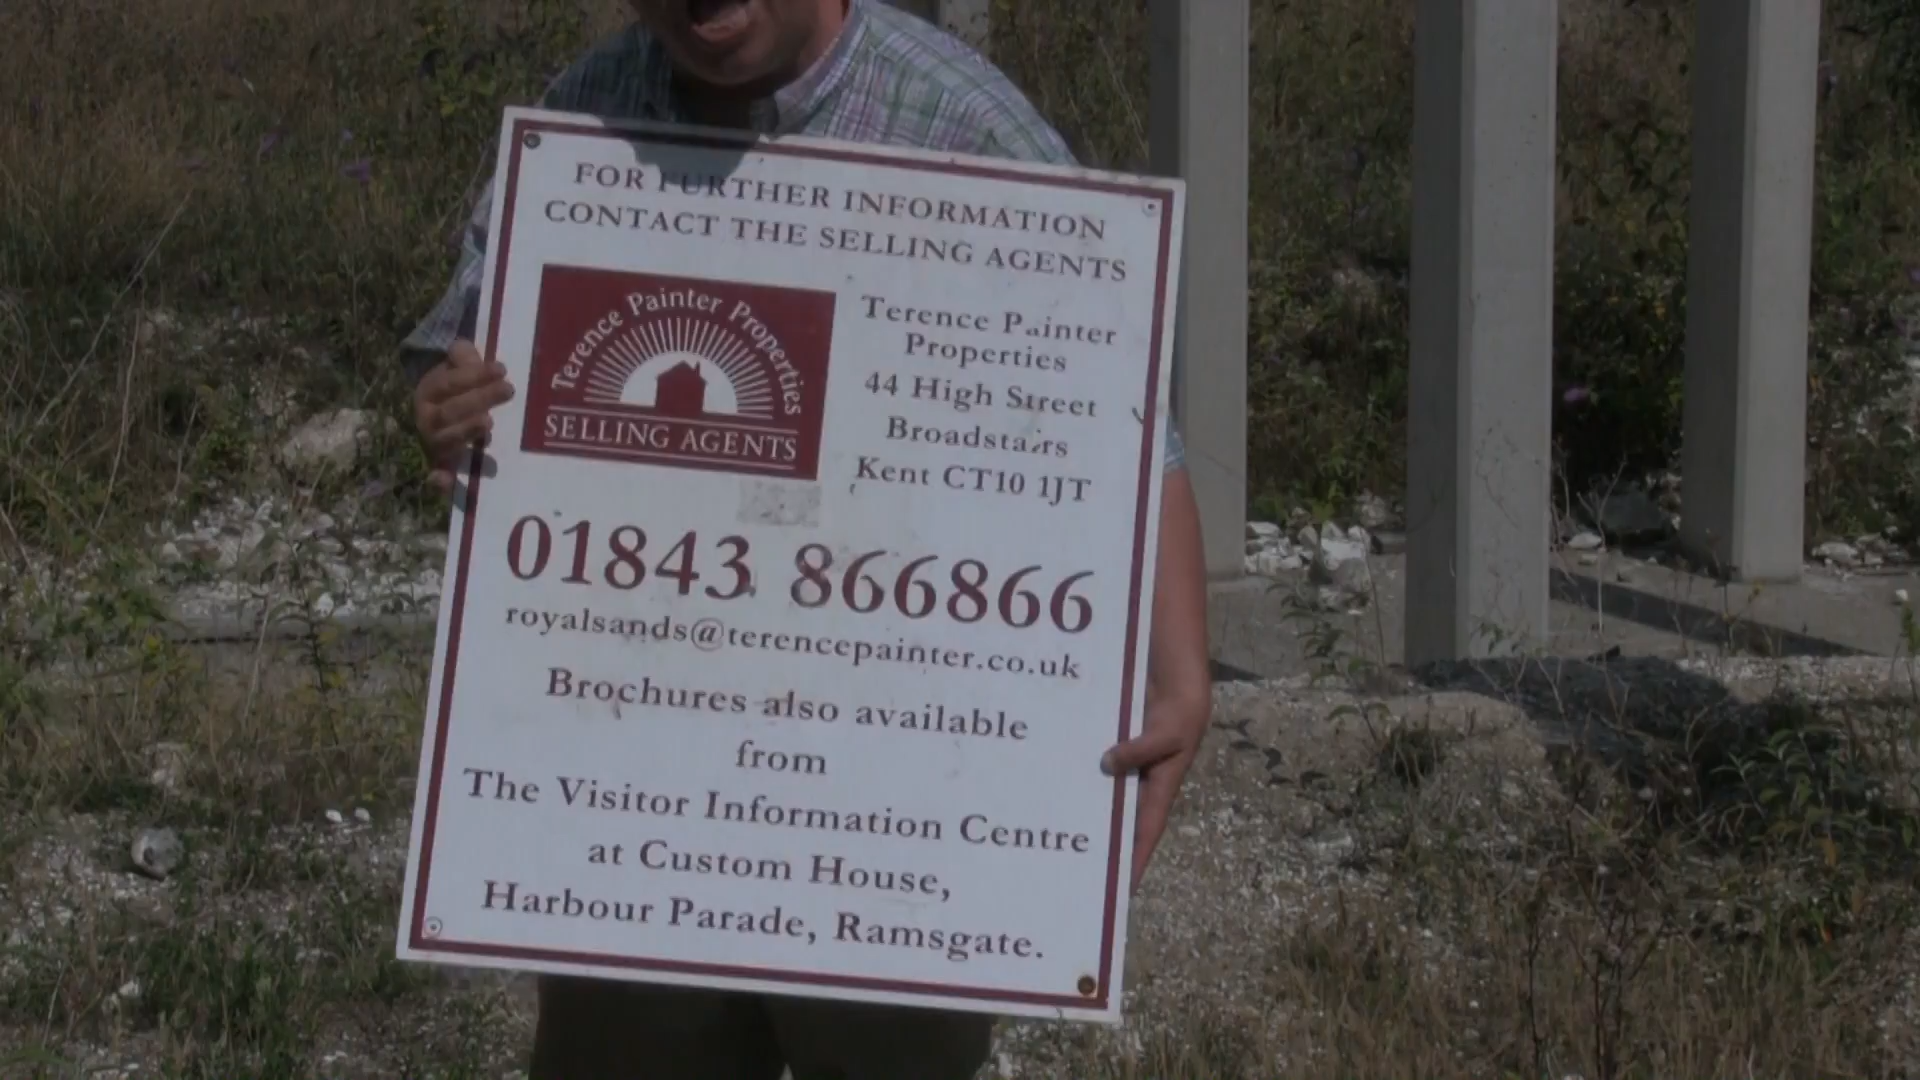 FOR FURTHER INFORMATION
CONTACT THE SELLING AGENTS
Terence Painter Properties
SELLING AGENTS
Terence Painter
Properties
44 High Street
Broadstairs
Kent CT10 1JT
01843 866866
royalsands@terencepainter.co.uk
Brochures also available
from
The Visitor Information Centre
at Custom House,
Harbour Parade, Ramsgate.